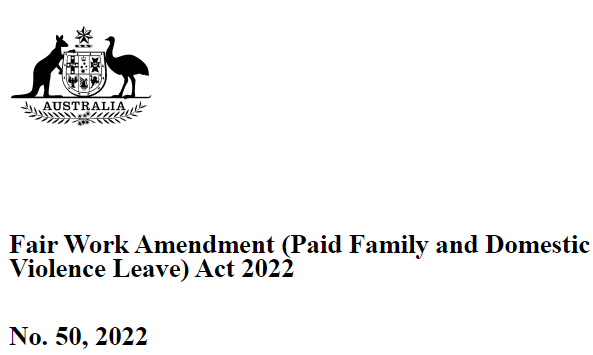 AUSTRALIA
Fair Work Amendment (Paid Family and Domestic
Violence Leave) Act 2022
No. 50, 2022